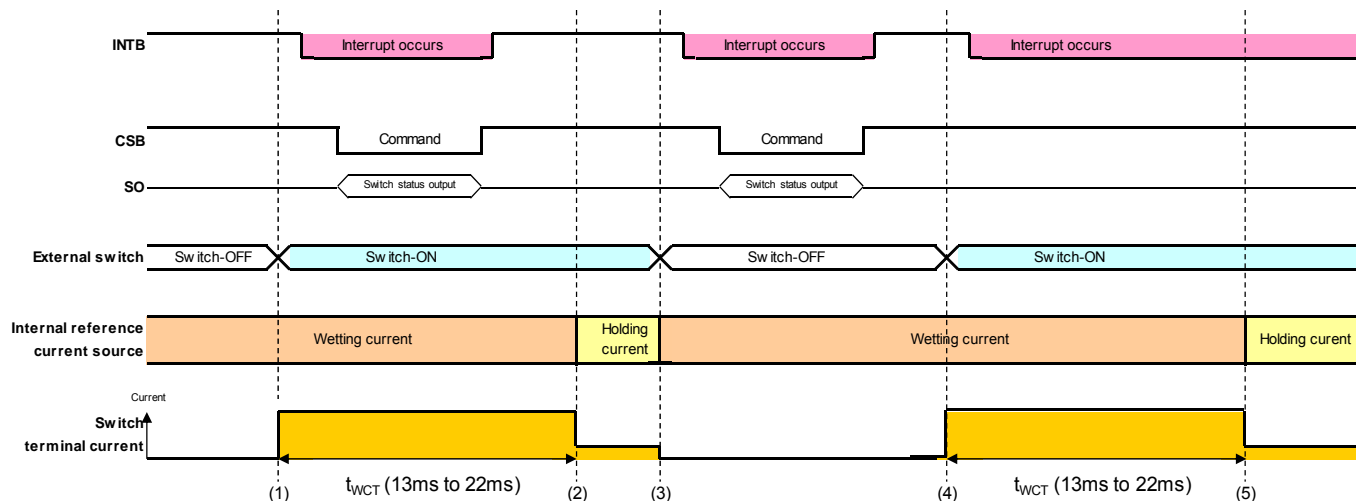 INTB
Interrupt occurs
Interrupt occurs
Interrupt occurs
CSB
Command
Command
SO
Switch status output
Switch status output
External switch
Switch-OFF
Switch-ON
Switch-OFF
Switch-ON
Internal reference
current source
Wetting current
Holding
current
Wetting current
Holding curent
Current
Switch
terminal current
(1)
tWCT (13ms to 22ms)
(2)
(3)
(4)
tWCT (13ms to 22ms)
(5)